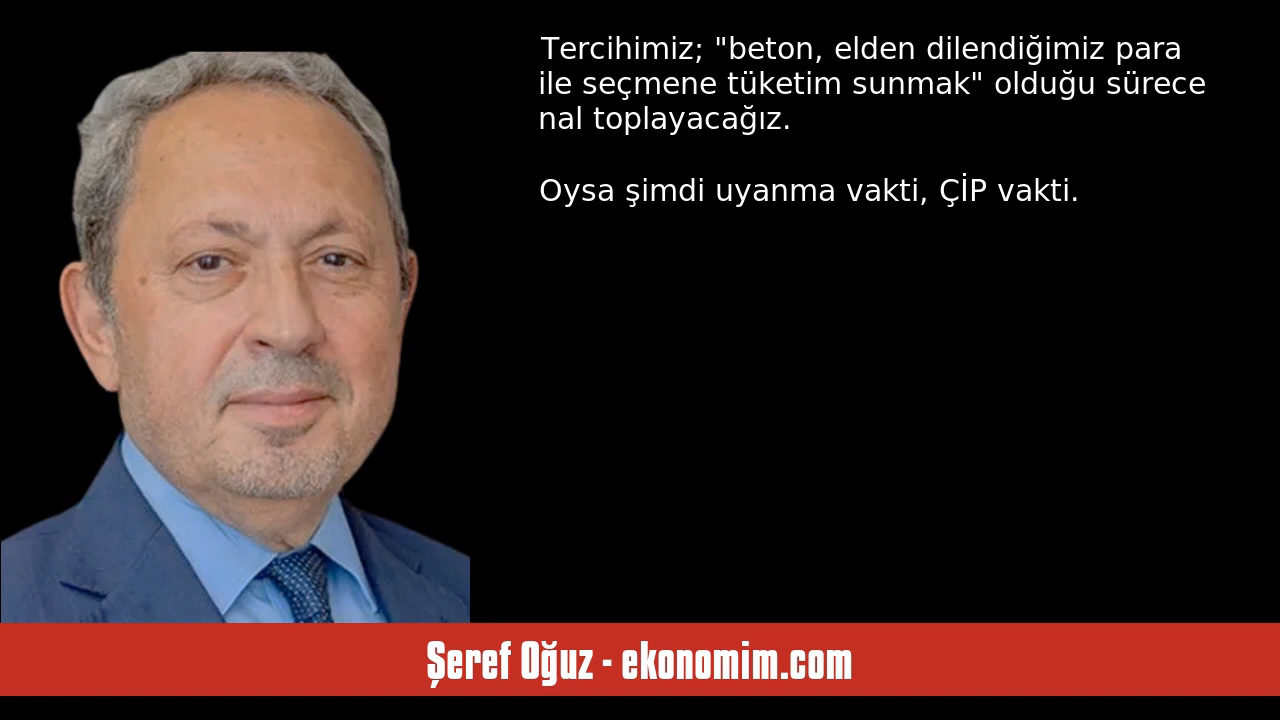 Tercihimiz; "beton, elden dilendiğimiz para
ile seçmene tüketim sunmak" olduğu sürece
nal toplayacağız.
Oysa şimdi uyanma vakti, ÇİP vakti.
Şeref Oğuz - ekonomim.com